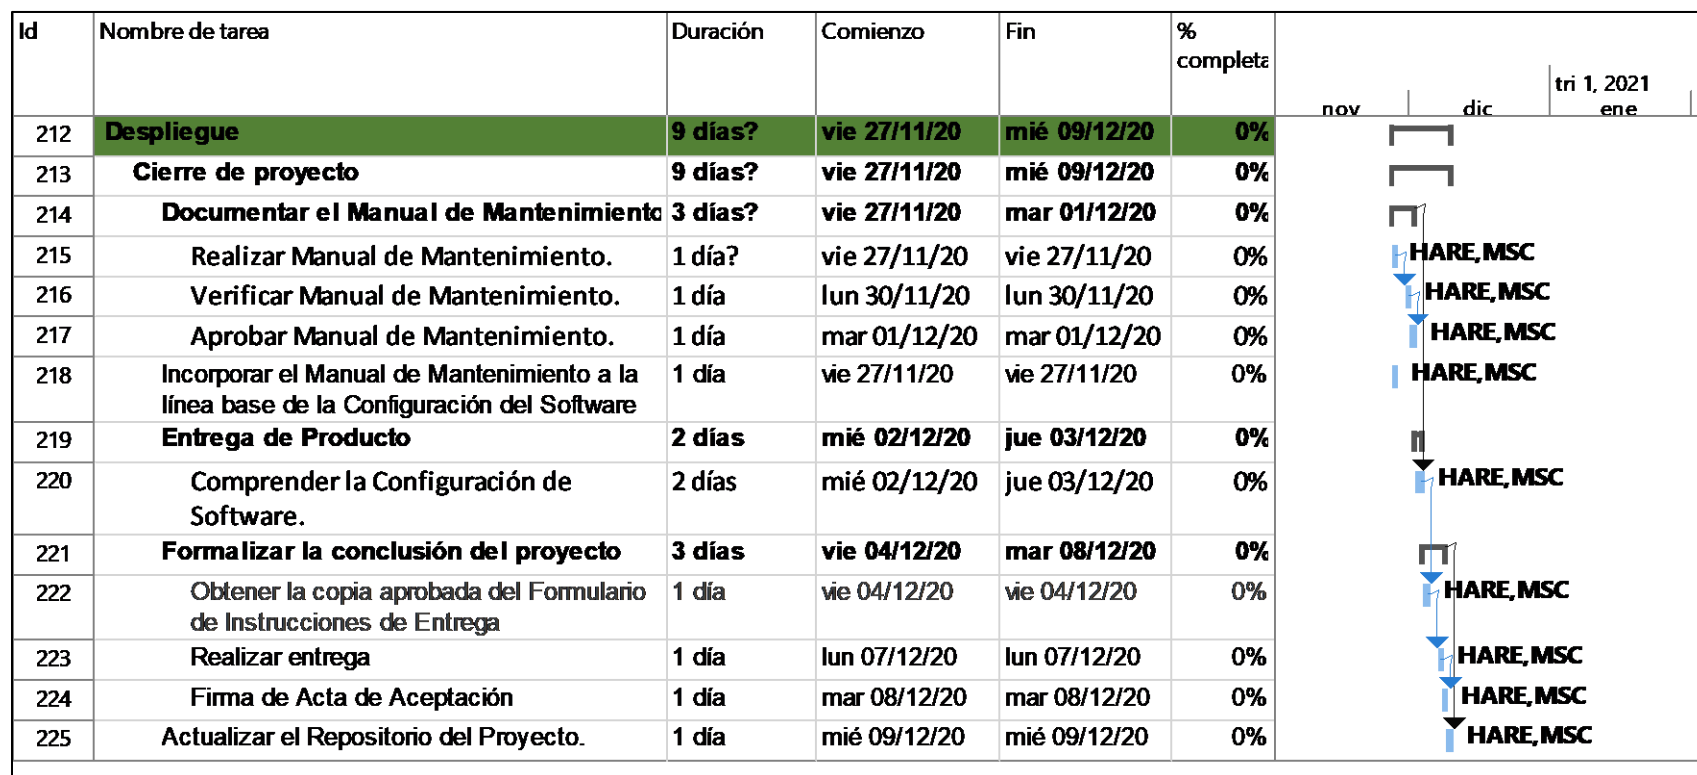 Id Nombre de tarea Duración Comienzo Fin %
completa
tri 1, 2021
nov dic ene
212 Despliegue 9 días? vie 27/11/20 mié 09/12/20 0%
213 Cierre de proyecto 9 días? vie 27/11/20 mié 09/12/20 0%
214 Documentar el Manual de Mantenimiento 3 días? vie 27/11/20 mar 01/12/20 0%
215 Realizar Manual de Mantenimiento. 1 día? vie 27/11/20 vie 27/11/20 0% HARE,MSC
216 Verificar Manual de Mantenimiento. 1 día lun 30/11/20 lun 30/11/20 0% HARE,MSC
217 Aprobar Manual de Mantenimiento. 1 día mar 01/12/20 mar 01/12/20 0% HARE,MSC
218 Incorporar el Manual de Mantenimiento a la 1 día vie 27/11/20 vie 27/11/20 0% HARE,MSC
línea base de la Configuración del Software
219 Entrega de Producto 2 días mié 02/12/20 jue 03/12/20 0%
220 Comprender la Configuración de 2 días mié 02/12/20 jue 03/12/20 0% HARE,MSC
Software.
221 Formalizar la conclusión del proyecto 3 días vie 04/12/20 mar 08/12/20 0%
222 Obtener la copia aprobada del Formulario 1 día vie 04/12/20 vie 04/12/20 0% HARE,MSC
de Instrucciones de Entrega
223 Realizar entrega 1 día lun 07/12/20 lun 07/12/20 0% HARE,MSC
224 Firma de Acta de Aceptación 1 día mar 08/12/20 mar 08/12/20 0% HARE,MSC
225 Actualizar el Repositorio del Proyecto. 1 día mié 09/12/20 mié 09/12/20 0% HARE,MSC